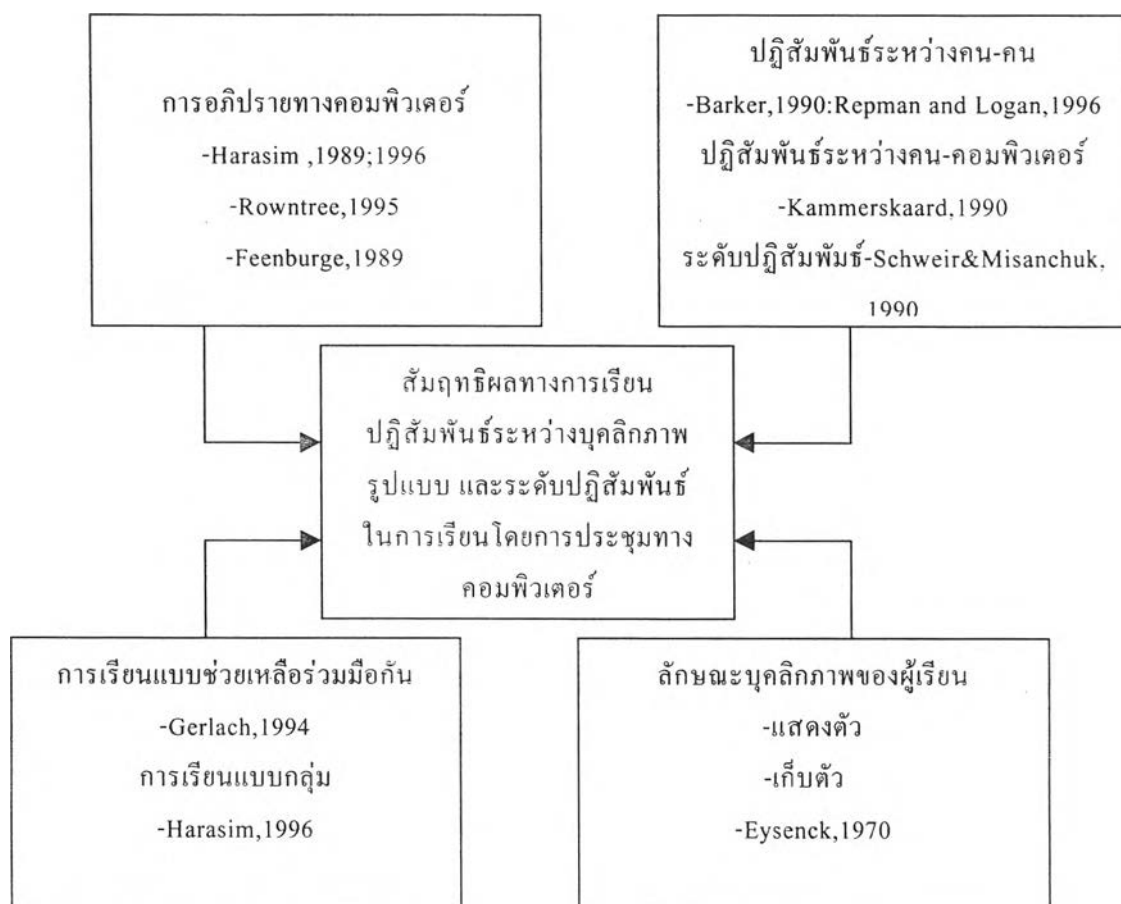 การอภิปรายทางคอมพิวเตอร์
-Harasim ,1989;1996
-Rowntree,1995
-Feenburge,1989
ปฏิสัมพันธ์ระหว่างคน-คน
-Barker,1990:Repman and Logan,1996
ปฏิสัมพันธ์ระหว่างคน-คอมพิวเตอร์
-Kammerskaard,1990
ระดับปฏิสัมพัมธ์-Schweir&Misanchuk,
1990
สัมฤทธิผลทางการเรียน
ปฏิสัมพันธ์ระหว่างบุคลิกภาพ
รูปแบบ และระดับปฏิสัมพันธ์
ในการเรียนโดยการประชุมทาง
คอมพิวเตอร์
การเรียนแบบช่วยเหลือร่วมมือกัน
-Gerlach,1994
การเรียนแบบกลุ่ม
-Harasim,1996
ลักษณะบุคลิกภาพของผู้เรียน
-แสดงตัว
-เก็บตัว
-Eysenck,1970